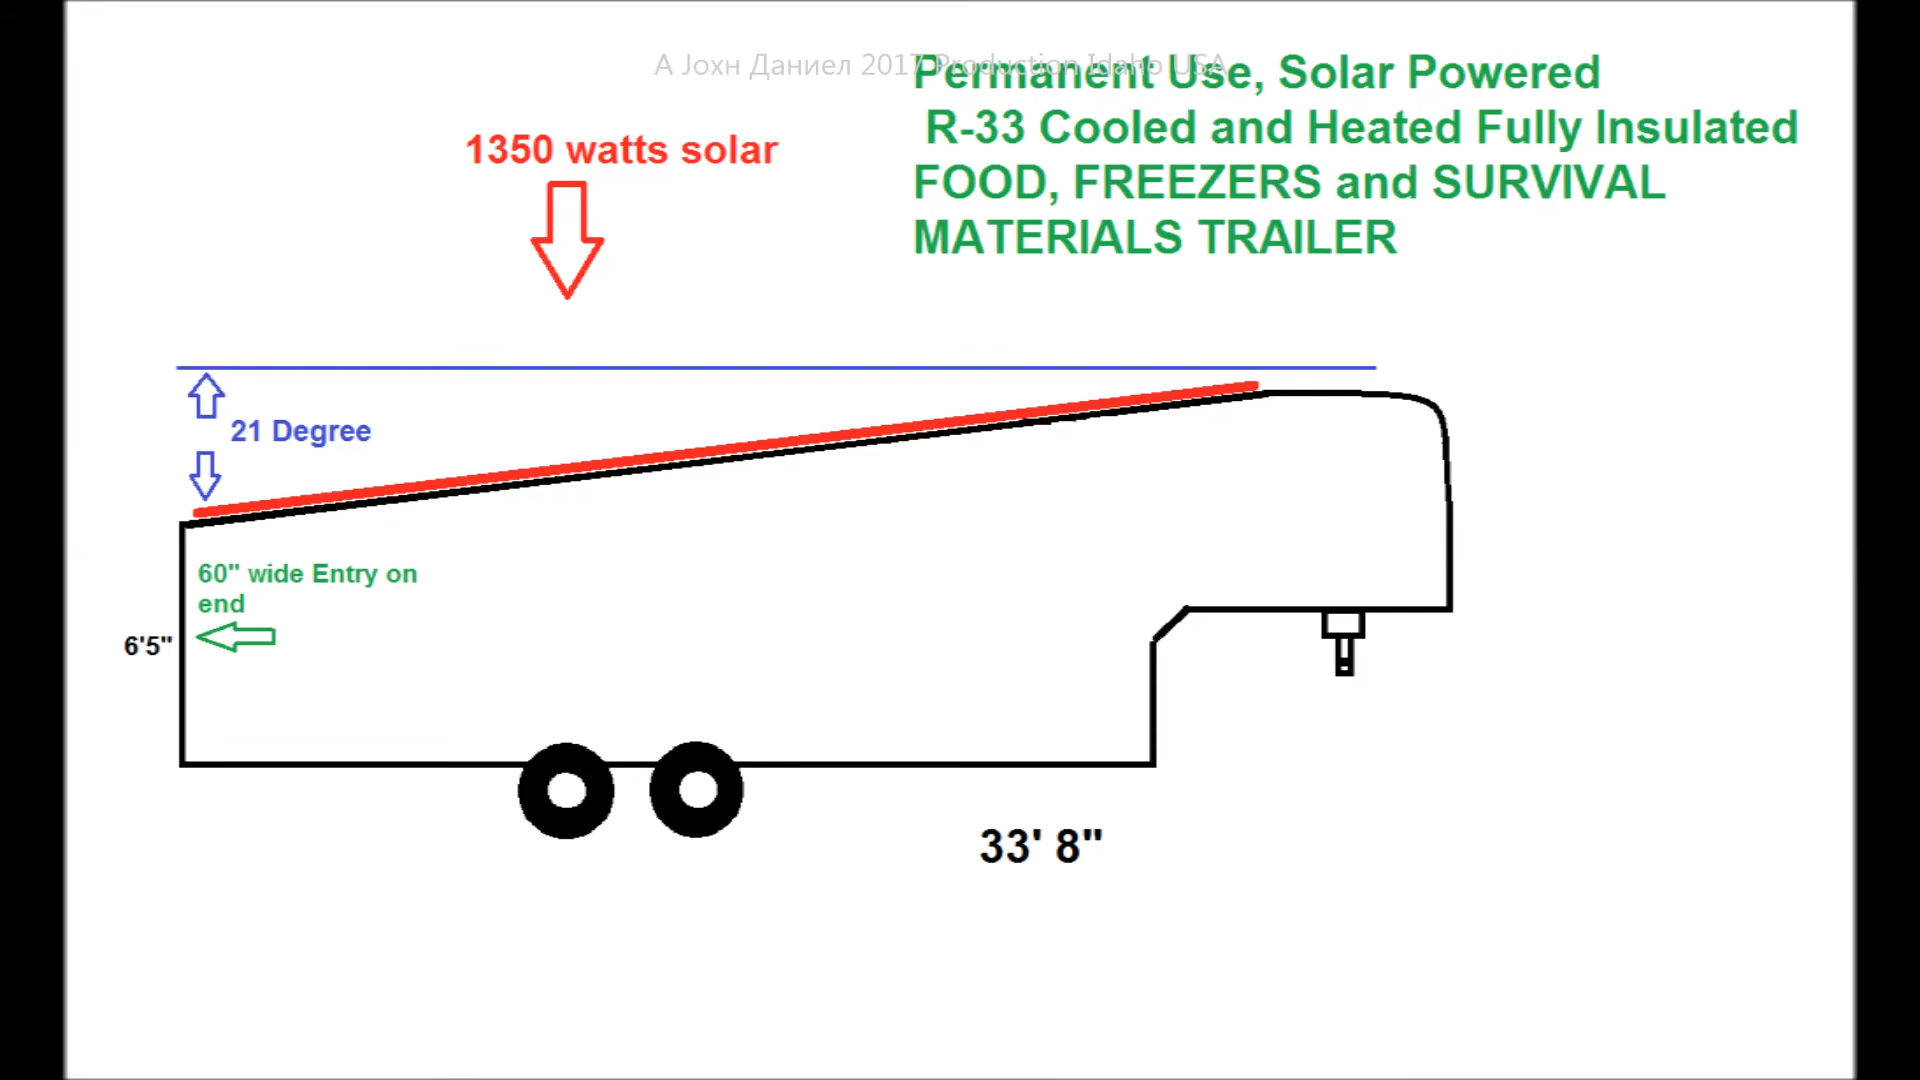 А Јохн Даниел 2017 Production Idaho USA
Permanent Use, Solar Powered
R-33 Cooled and Heated Fully Insulated
FOOD, FREEZERS and SURVIVAL
MATERIALS TRAILER
1350 watts solar
21 Degree
60" wide Entry on
end
6'5"
33' 8"